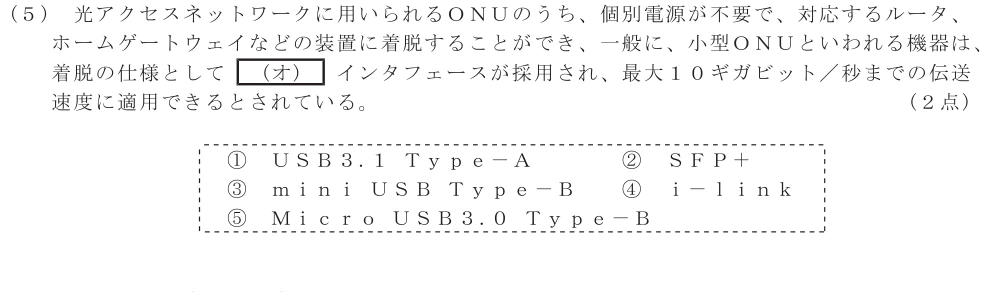 （５） 光アクセスネットワークに用いられるＯＮＵのうち、個別電源が不要で、対応するルータ、
ホームゲートウェイなどの装置に着脱することができ、一般に、小型ＯＮＵといわれる機器は、
着脱の仕様として （オ） インタフェースが採用され、最大１０ギガビット／秒までの伝送
速度に適用できるとされている。 （２点）
① ＵＳＢ３.１ Ｔｙｐｅ－Ａ ② ＳＦＰ＋
③ ｍｉｎｉ ＵＳＢ Ｔｙｐｅ－Ｂ ④ ｉ－ｌｉｎｋ
⑤ Ｍｉｃｒｏ ＵＳＢ３.０ Ｔｙｐｅ－Ｂ